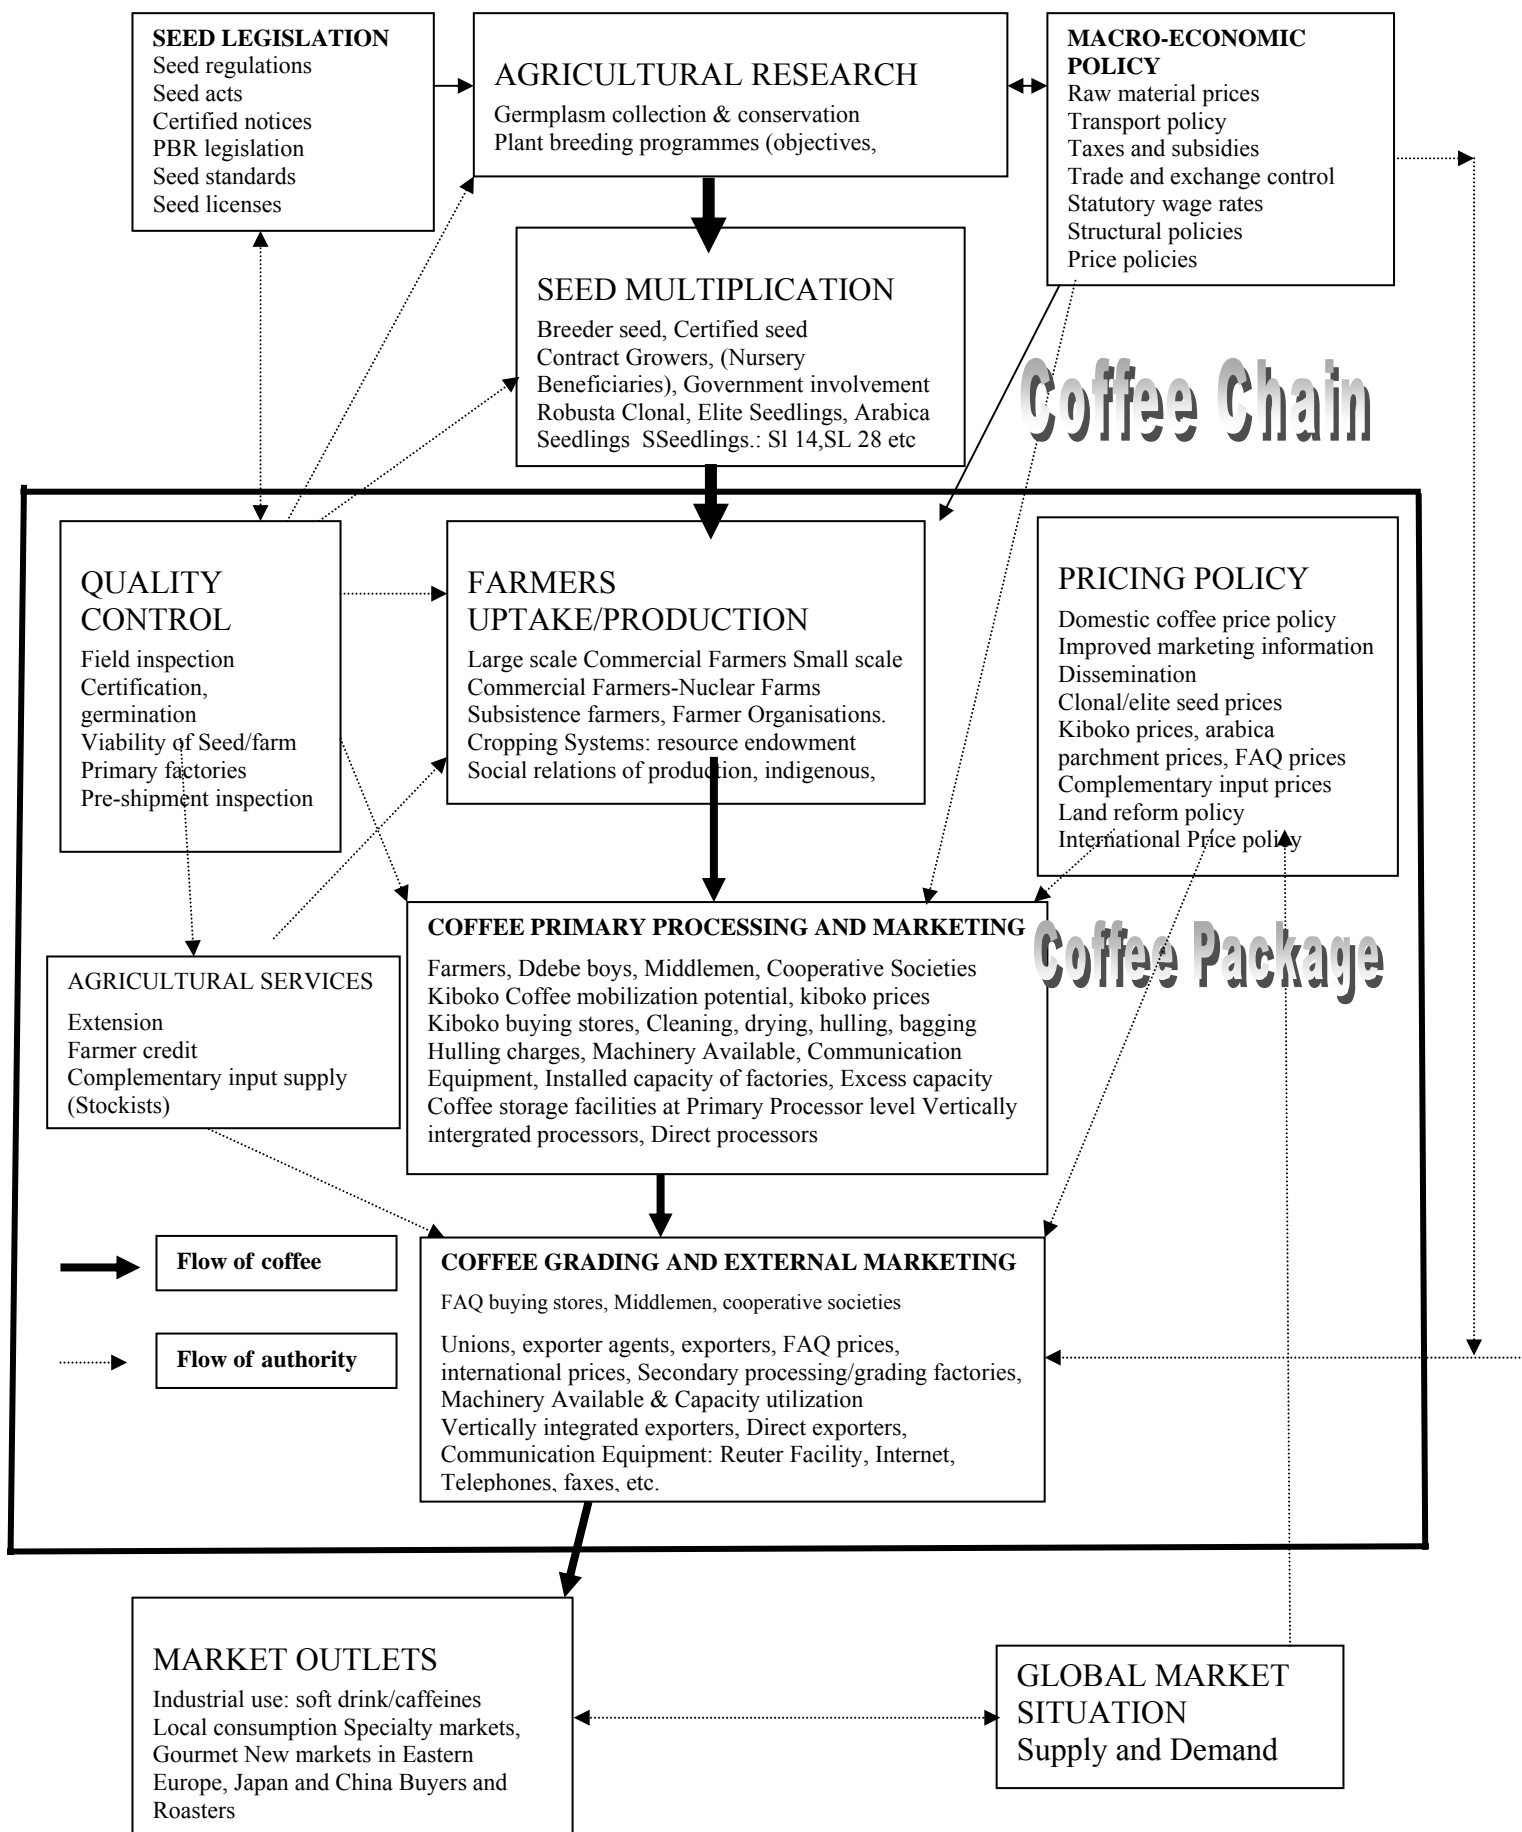 SEED LEGISLATION
Seed regulations
Seed acts
Certified notices
PBR legislation
Seed standards
Seed licenses
AGRICULTURAL RESEARCH
Germplasm collection & conservation
Plant breeding programmes (objectives,
MACRO-ECONOMIC
POLICY
Raw material prices
Transport policy
Taxes and subsidies
Trade and exchange control
Statutory wage rates
Structural policies
Price policies
SEED MULTIPLICATION
Breeder seed, Certified seed
Contract Growers, (Nursery
Beneficiaries), Government involvement
Robusta Clonal, Elite Seedlings, Arabica
Seedlings SSeedlings.: Sl 14,SL 28 etc
Coffee Chain
QUALITY
CONTROL
Field inspection
Certification,
germination
Viability of Seed/farm
Primary factories
Pre-shipment inspection
FARMERS
UPTAKE/PRODUCTION
Large scale Commercial Farmers Small scale
Commercial Farmers-Nuclear Farms
Subsistence farmers, Farmer Organisations.
Cropping Systems: resource endowment
Social relations of production, indigenous,
PRICING POLICY
Domestic coffee price policy
Improved marketing information
Dissemination
Clonal/elite seed prices
Kiboko prices, arabica
parchment prices, FAQ prices
Complementary input prices
Land reform policy
International Price policy
AGRICULTURAL SERVICES
Extension
Farmer credit
Complementary input supply
(Stockists)
COFFEE PRIMARY PROCESSING AND MARKETING
Farmers, Ddebe boys, Middlemen, Cooperative Societies
Kiboko Coffee mobilization potential, kiboko prices
Kiboko buying stores, Cleaning, drying, hulling, bagging
Hulling charges, Machinery Available, Communication
Equipment, Installed capacity of factories, Excess capacity
Coffee storage facilities at Primary Processor level Vertically
intergrated processors, Direct processors
Coffee Package
Flow of coffee
Flow of authority
COFFEE GRADING AND EXTERNAL MARKETING
FAQ buying stores, Middlemen, cooperative societies
Unions, exporter agents, exporters, FAQ prices,
international prices, Secondary processing/grading factories,
Machinery Available & Capacity utilization
Vertically integrated exporters, Direct exporters,
Communication Equipment: Reuter Facility, Internet,
Telephones, faxes, etc.
MARKET OUTLETS
Industrial use: soft drink/caffeines
Local consumption Specialty markets,
Gourmet New markets in Eastern
Europe, Japan and China Buyers and
Roasters
GLOBAL MARKET
SITUATION
Supply and Demand